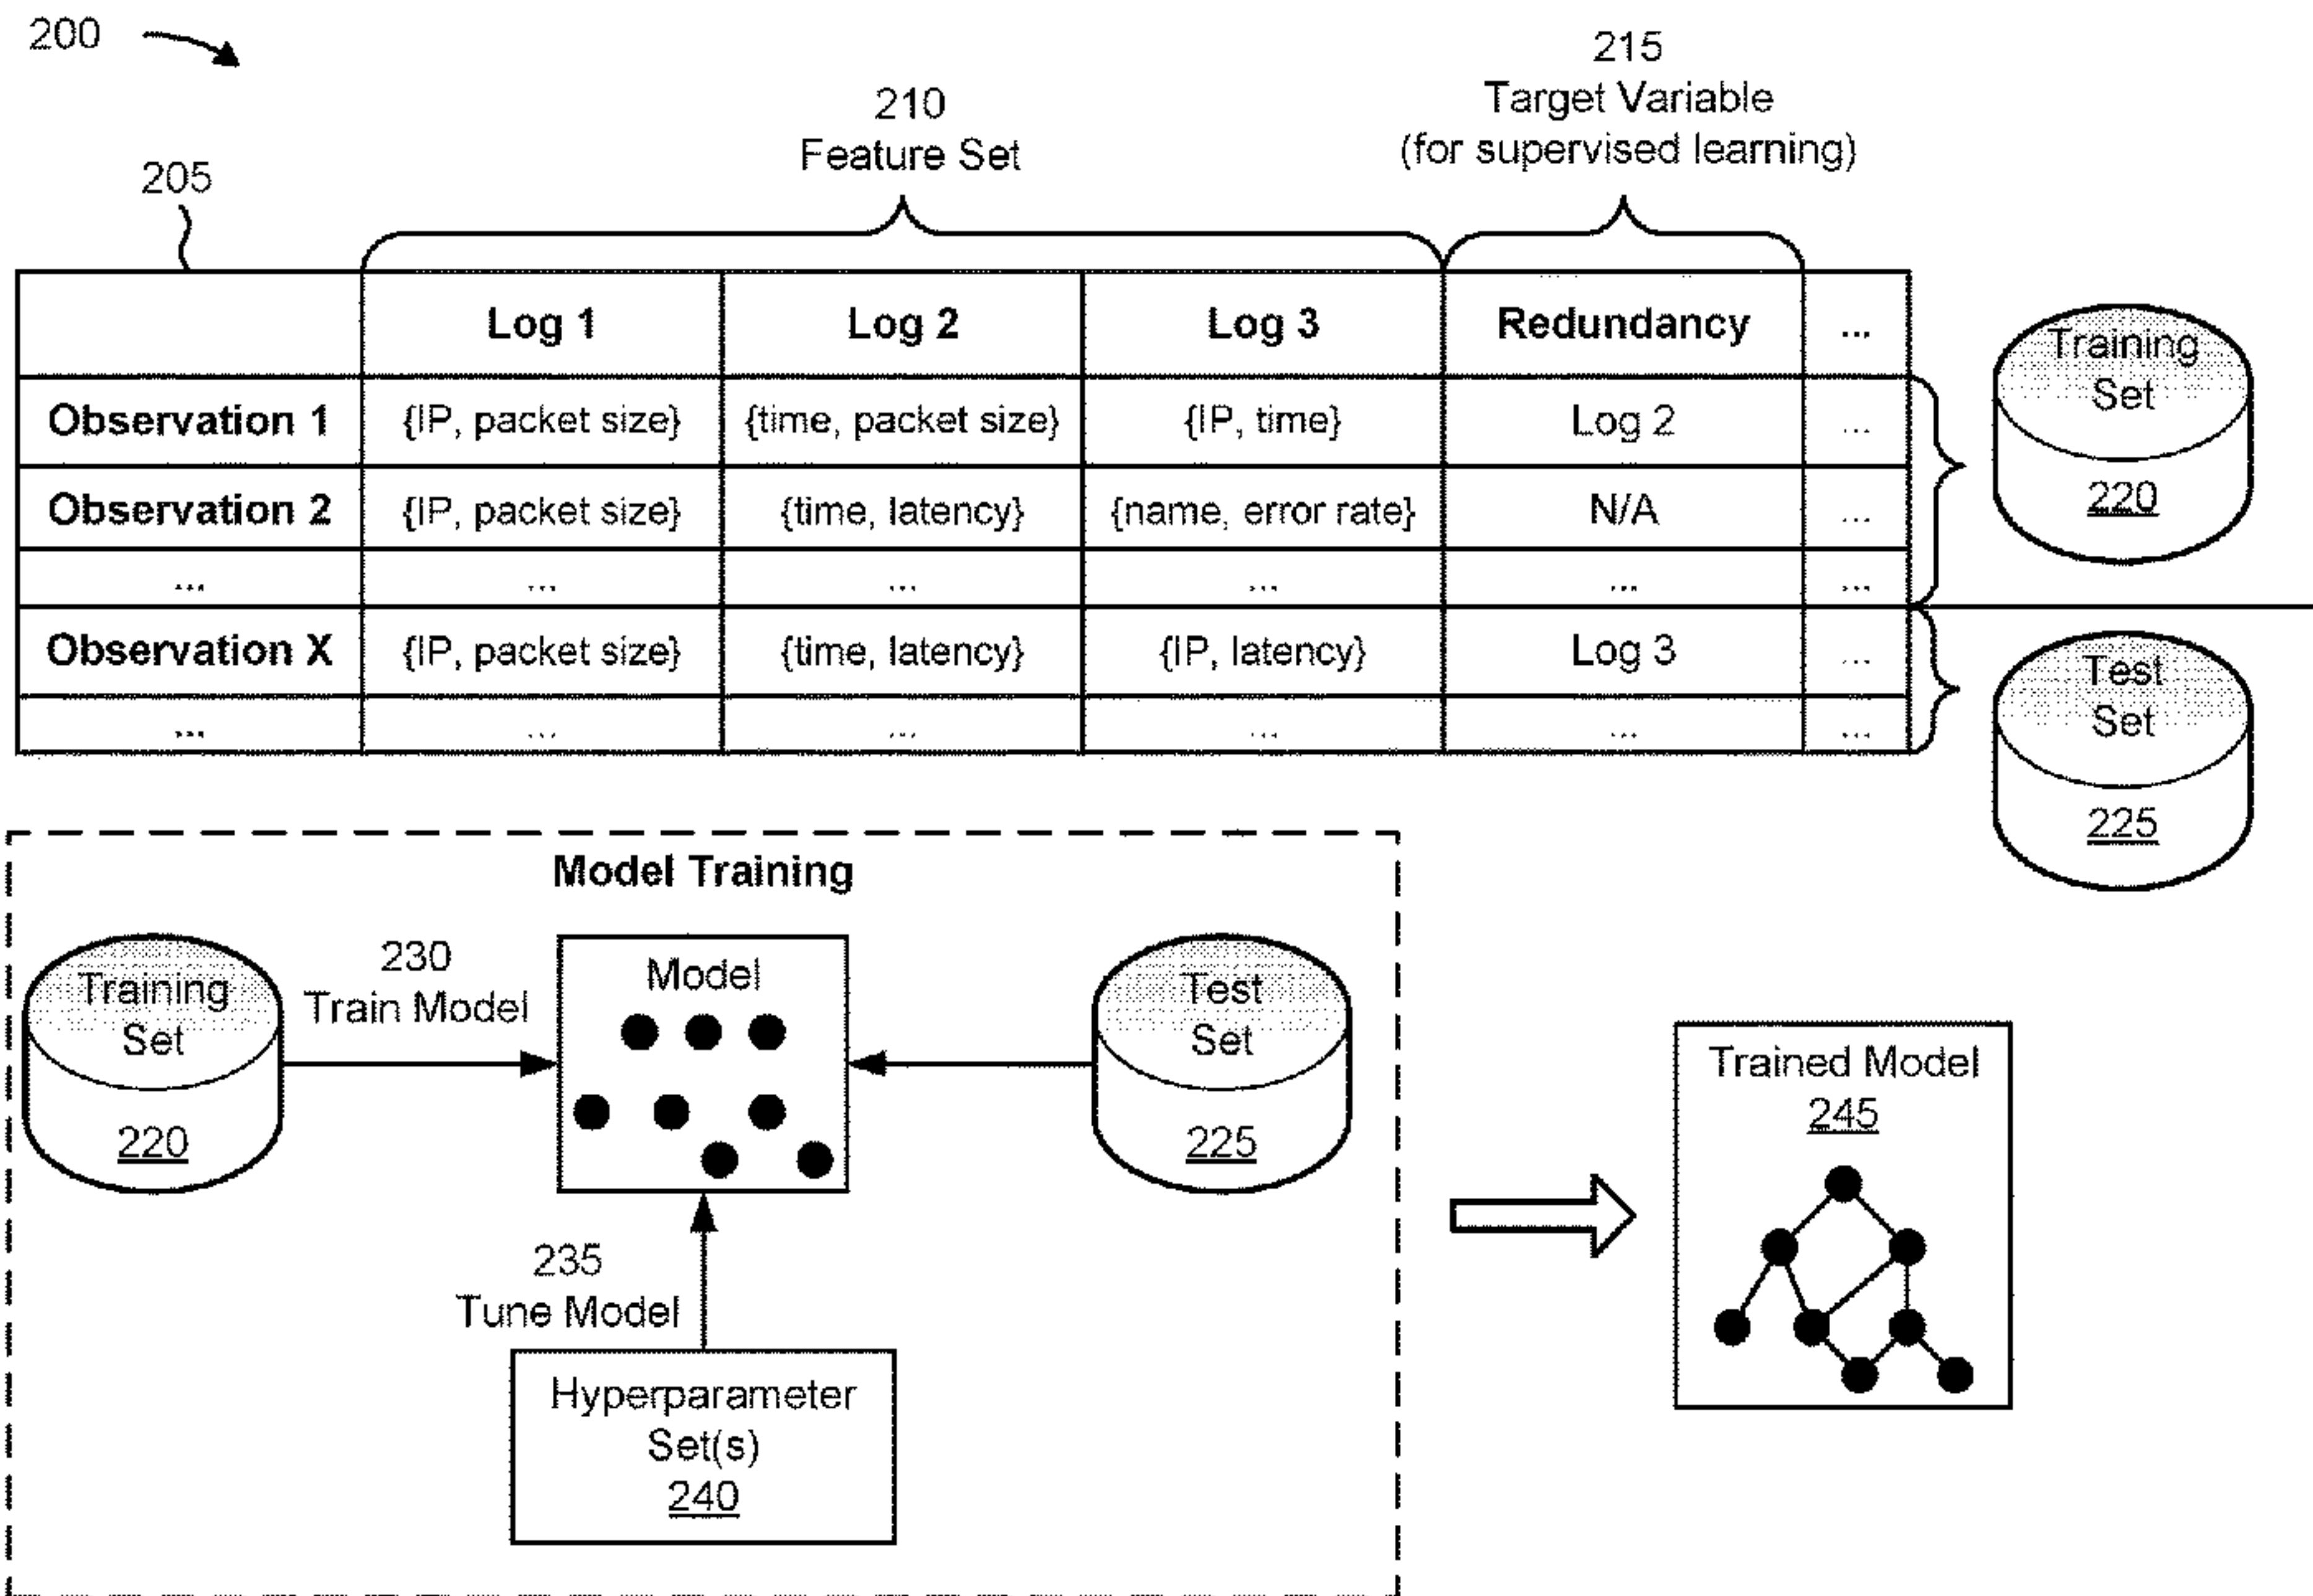 200
215
Target Variable
(for supervised learning)
210
Feature Set
205
Log 1 Log 2 Log 3 Redundancy ...
Observation 1 {IP, packet size} {time, packet size} {IP, time} Log 2 ...
Observation 2 {IP, packet size} {time, latency} {name, error rate} N/A ...
... ... ... ... ... ...
Observation X {IP, packet size} {time, latency} {IP, latency} Log 3 ...
... ... ... ... ... ...
Training
Set
220
Test
Set
225
Model Training
Training
Set
220
230
Train Model
Model
Test
Set
225
235
Tune Model
Hyperparameter
Set(s)
240
Trained Model
245